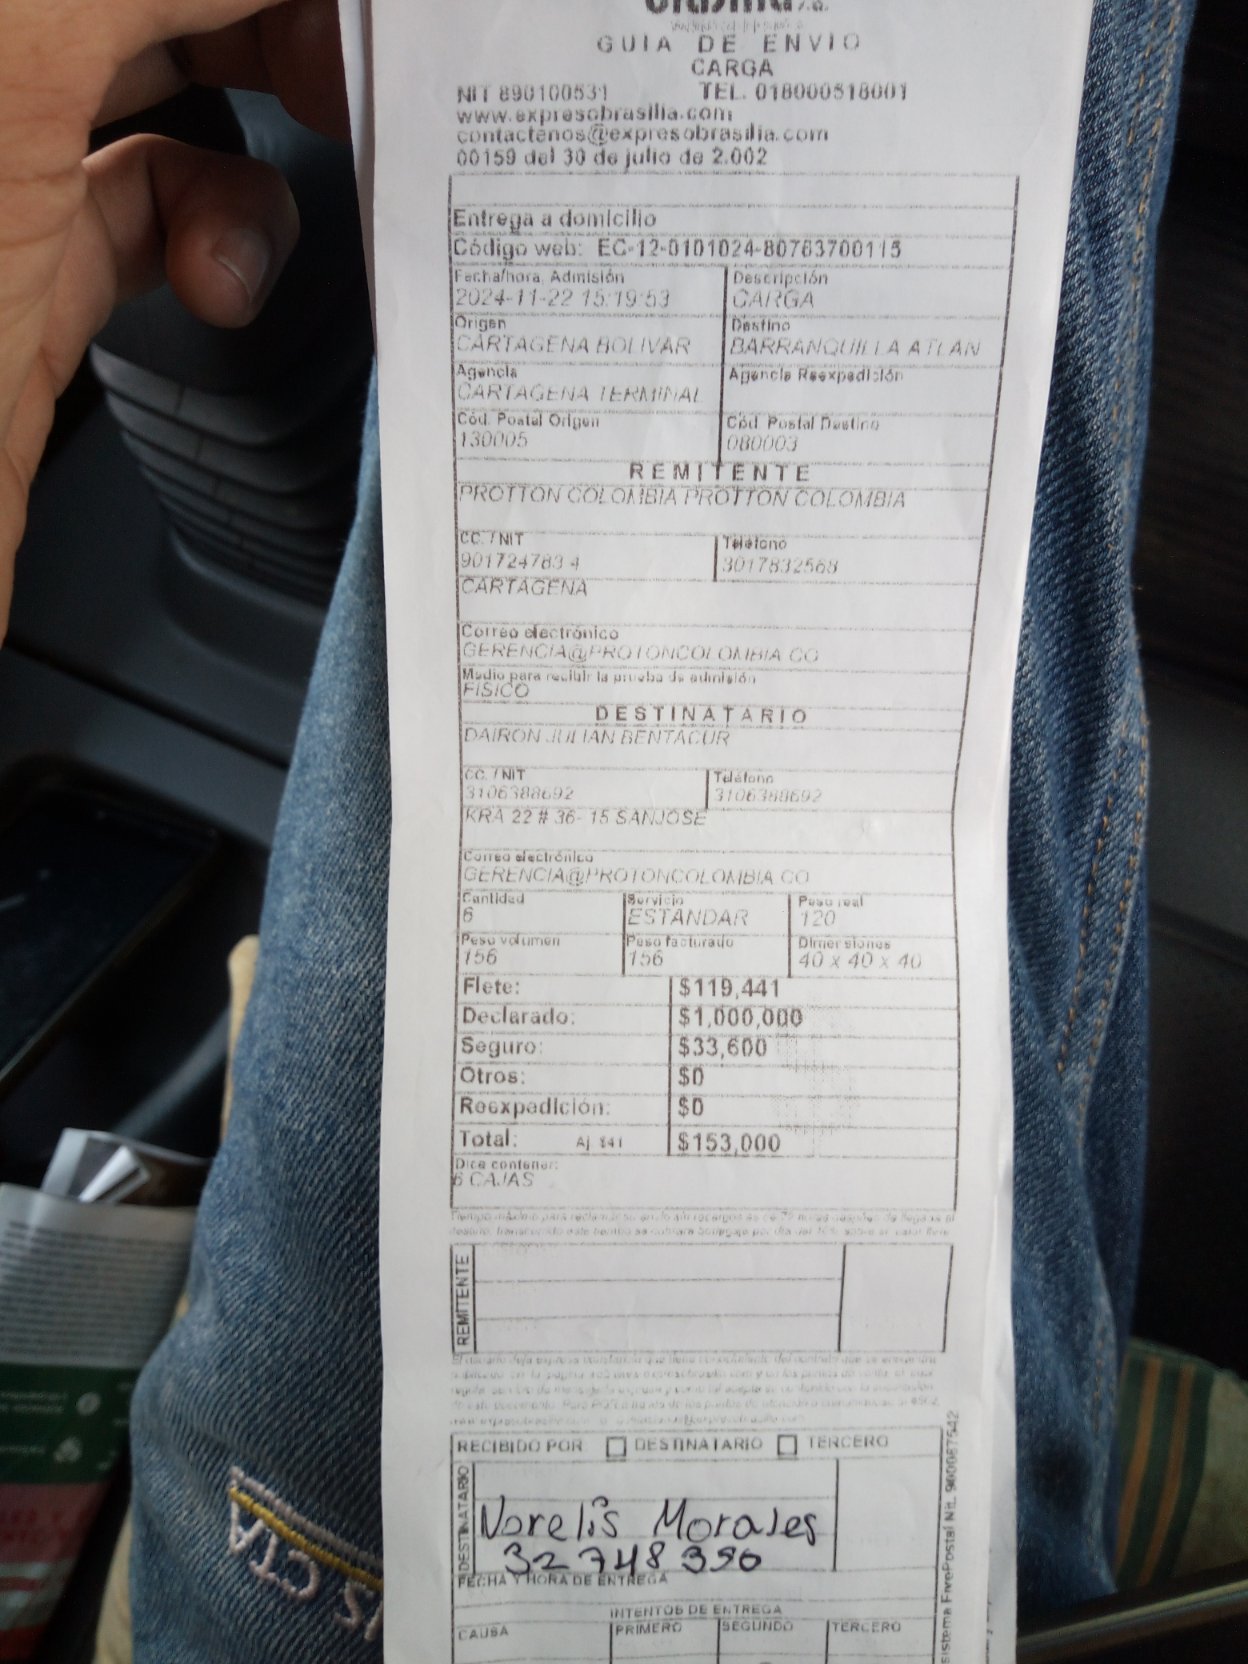 GUIA DE ENVIO
CARGA
NIT 890100531 TEL. 018000518001
www.expresobrasilia.com
contactenos@expresobrasilia.com
00159 del 30 de julio de 2.002
Entrega a domicilio
Código web: EC-12-0101024-80763700115
Fecha/hora Admisión Descripción
2024-11-22 15:19:53 CARGA
Origen Destino
CARTAGENA BOLIVAR BARRANQUILLA ATLAN
Agencia Agencia Reexpedición
CARTAGENA TERMINAL
Cód. Postal Origen Cód. Postal Destino
130005 080003
REMITENTE
PROTTON COLOMBIA PROTTON COLOMBIA
CC. / NIT Teléfono
901724783 4 3017832568
CARTAGENA
Correo electrónico
GERENCIA@PROTONCOLOMBIA.CO
Medio para recibir la prueba de admisión
FISICO
DESTINATARIO
DAIRON JULIAN BENTACUR
CC. / NIT Teléfono
3106388692 3106388692
KRA 22 # 36- 15 SANJOSE
Correo electrónico
GERENCIA@PROTONCOLOMBIA.CO
Cantidad Servicio Peso real
6 ESTANDAR 120
Peso volumen Peso facturado Dimensiones
156 156 40 x 40 x 40
Flete: $119,441
Declarado: $1,000,000
Seguro: $33,600
Otros: $0
Reexpedición: $0
Total: Aj $41 $153,000
Dice contener:
6 CAJAS
REMITENTE
RECIBIDO POR DESTINATARIO TERCERO
DESTINATARIO
Norelis Morales
32748390
FECHA Y HORA DE ENTREGA
INTENTOS DE ENTREGA
CAUSA PRIMERO SEGUNDO TERCERO
sistema FivePostal Nit. 900087542